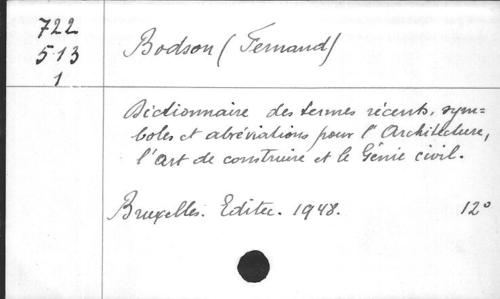 722
513
1
Bodson (Fernand)
Dictionnaire des termes récents, sym=
boles et abréviations pour l'Architecture,
l'art de construire et le Génie civil.
Bruxelles. Editec. 1948. 12°